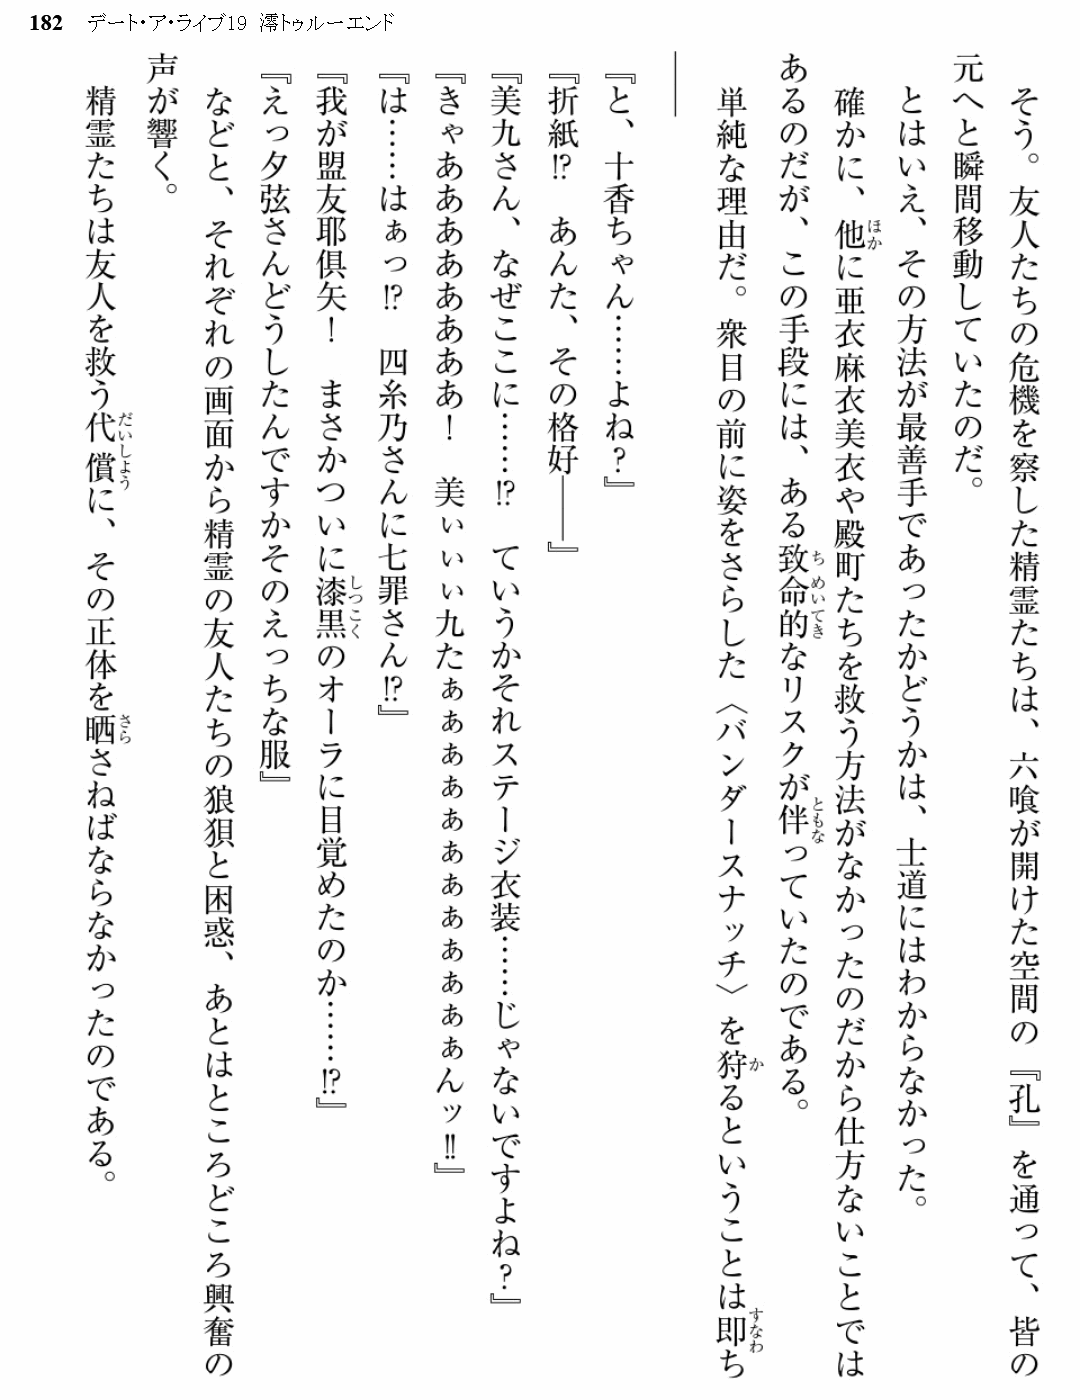 182 デート・ア・ライブ19 澪トゥルーエンド
そう。友人たちの危機を察した精霊たちは、六喰が開けた空間の『孔』を通って、皆の
元へと瞬間移動していたのだ。
とはいえ、その方法が最善手であったかどうかは、士道にはわからなかった。
確かに、他に亜衣麻衣美衣や殿町たちを救う方法がなかったのだから仕方ないことでは
あるのだが、この手段には、ある致命的なリスクが伴っていたのである。
単純な理由だ。衆目の前に姿をさらした〈バンダースナッチ〉を狩るということは即ち
――
『と、十香ちゃん……よね？』
『折紙⁉　あんた、その格好――』
『美九さん、なぜここに……⁉　ていうかそれステージ衣装……じゃないですよね？』
『きゃああああああああ！　美ぃぃぃ九たぁぁぁぁぁぁぁぁぁぁぁぁんッ‼』
『は……はぁっ⁉　四糸乃さんに七罪さん⁉』
『我が盟友耶倶矢！　まさかついに漆黒のオーラに目覚めたのか……⁉』
『えっ夕弦さんどうしたんですかそのえっちな服』
などと、それぞれの画面から精霊の友人たちの狼狽と困惑、あとはところどころ興奮の
声が響く。
精霊たちは友人を救う代償に、その正体を晒さねばならなかったのである。